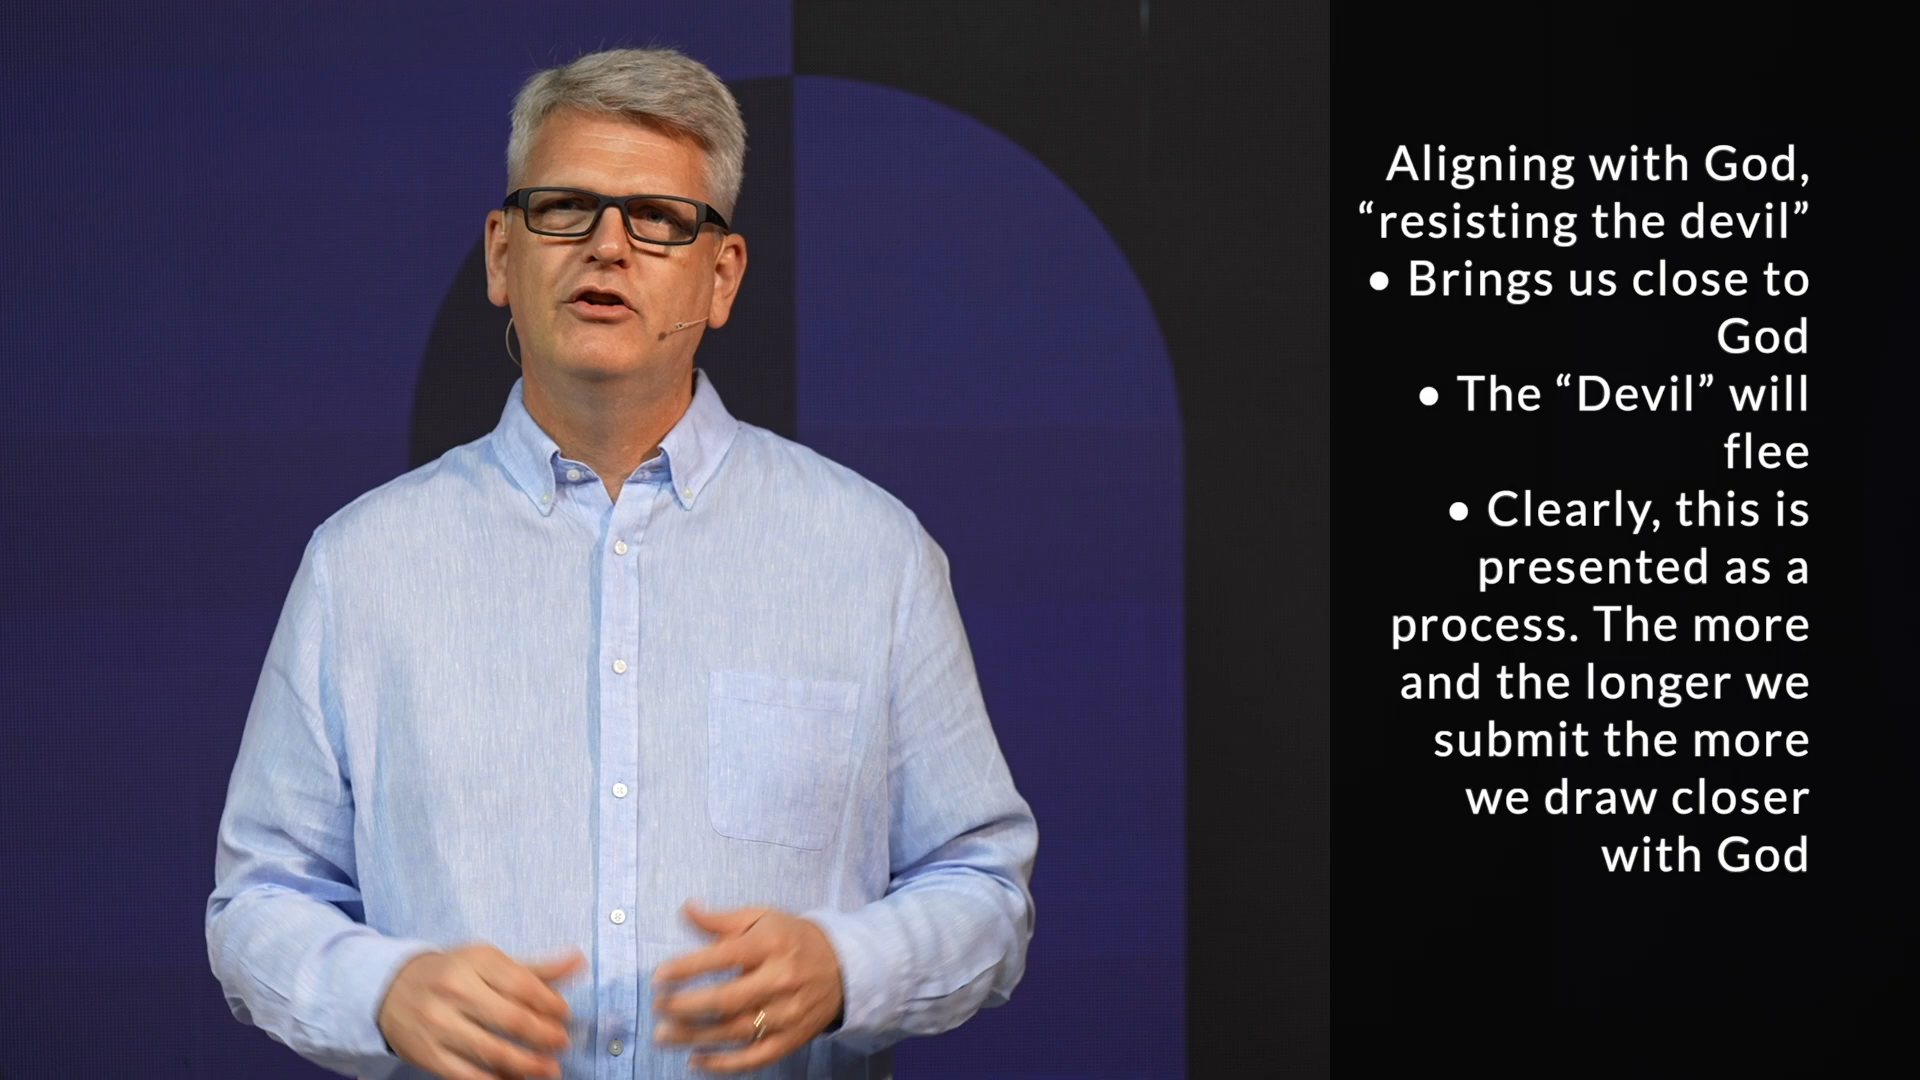 Aligning with God,
“resisting the devil”
• Brings us close to
God
• The “Devil” will
flee
• Clearly, this is
presented as a
process. The more
and the longer we
submit the more
we draw closer
with God